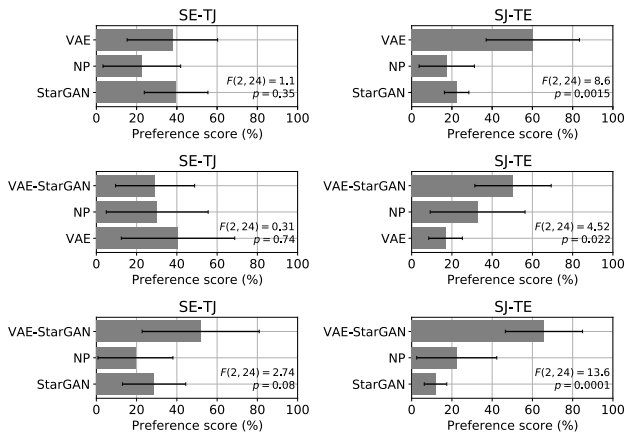 SE-TJ
VAE
NP
StarGAN
F(2, 24) = 1.1
p = 0.35
0 20 40 60 80 100
Preference score (%)
SJ-TE
VAE
NP
StarGAN
F(2, 24) = 8.6
p = 0.0015
0 20 40 60 80 100
Preference score (%)
SE-TJ
VAE-StarGAN
NP
VAE
F(2, 24) = 0.31
p = 0.74
0 20 40 60 80 100
Preference score (%)
SJ-TE
VAE-StarGAN
NP
VAE
F(2, 24) = 4.52
p = 0.022
0 20 40 60 80 100
Preference score (%)
SE-TJ
VAE-StarGAN
NP
StarGAN
F(2, 24) = 2.74
p = 0.08
0 20 40 60 80 100
Preference score (%)
SJ-TE
VAE-StarGAN
NP
StarGAN
F(2, 24) = 13.6
p = 0.0001
0 20 40 60 80 100
Preference score (%)